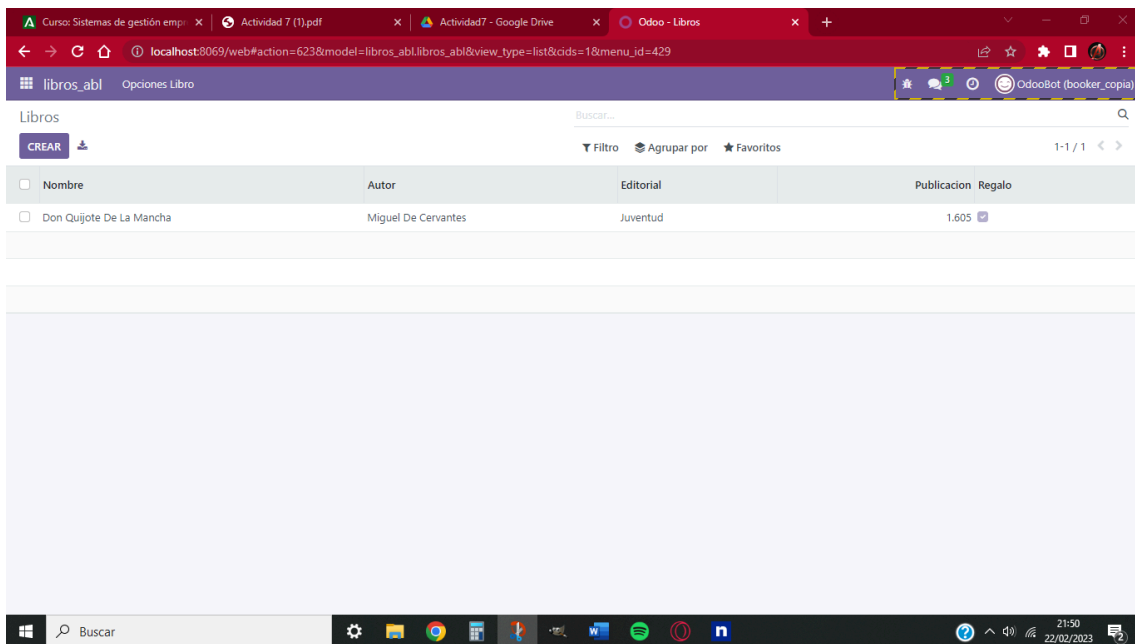 Curso: Sistemas de gestión empr
Actividad 7 (1).pdf
Actividad7 - Google Drive
Odoo - Libros
localhost:8069/web#action=623&model=libros_abl.libros_abl&view_type=list&cids=1&menu_id=429
libros_abl
Opciones Libro
3
OdooBot (booker_copia)
Libros
Buscar...
CREAR
Filtro
Agrupar por
Favoritos
1-1 / 1
Nombre
Autor
Editorial
Publicacion
Regalo
Don Quijote De La Mancha
Miguel De Cervantes
Juventud
1.605
Buscar
21:50
22/02/2023
2